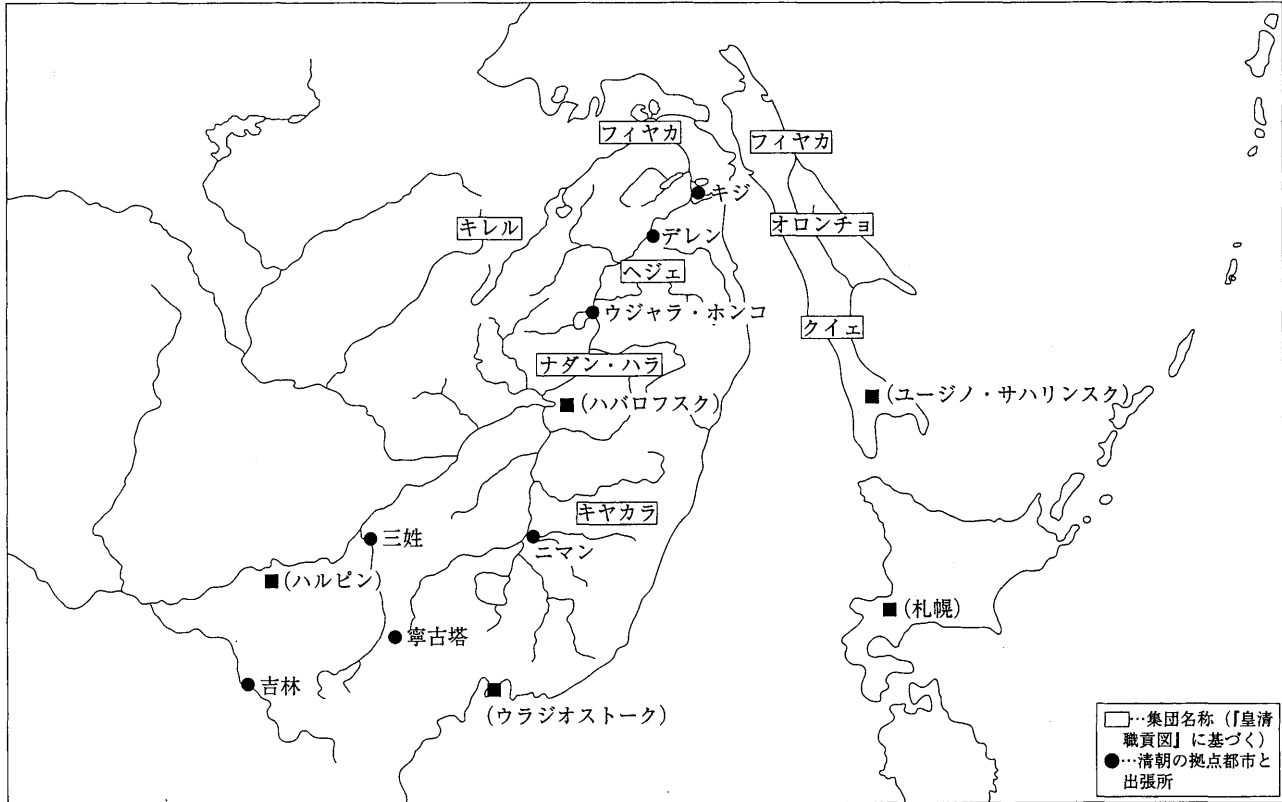 フィヤカ
フィヤカ
キジ
キレル
オロンチョ
デレン
ヘジェ
ウジャラ・ホンコ
クイェ
ナダン・ハラ
(ハバロフスク)
(ユージノ・サハリンスク)
キヤカラ
三姓
ニマン
(ハルピン)
(札幌)
寧古塔
吉林
(ウラジオストーク)
□…集団名称（『皇清
職貢図』に基づく）
●…清朝の拠点都市と
出張所